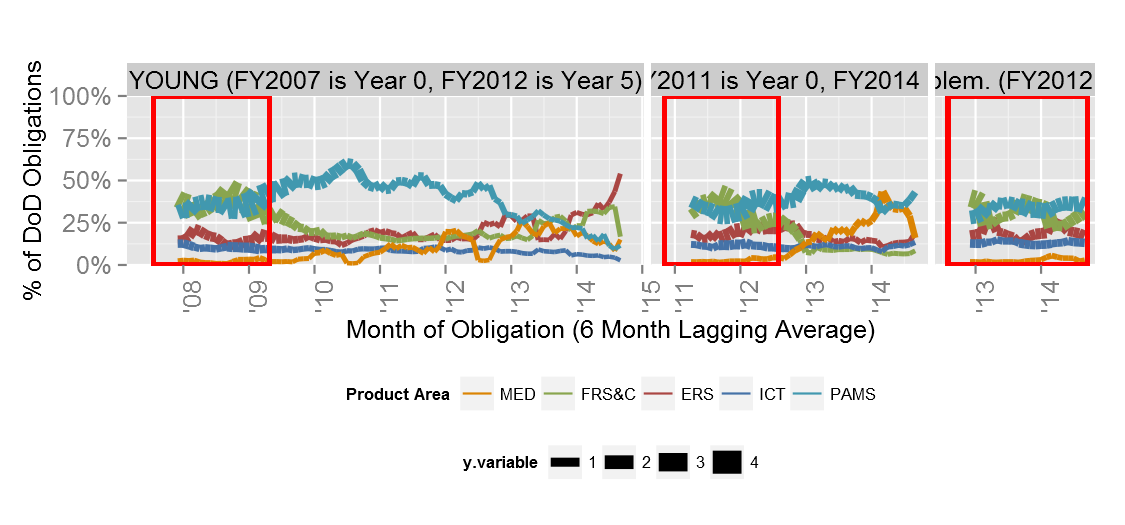 YOUNG (FY2007 is Year 0, FY2012 is Year 5)
2011 is Year 0, FY2014
lem. (FY2012
% of DoD Obligations
100%
75%
50%
25%
0%
'08
'09
'10
'11
'12
'13
'14
'15
'11
'12
'13
'14
'13
'14
Month of Obligation (6 Month Lagging Average)
Product Area MED FRS&C ERS ICT PAMS
y.variable 1 2 3 4